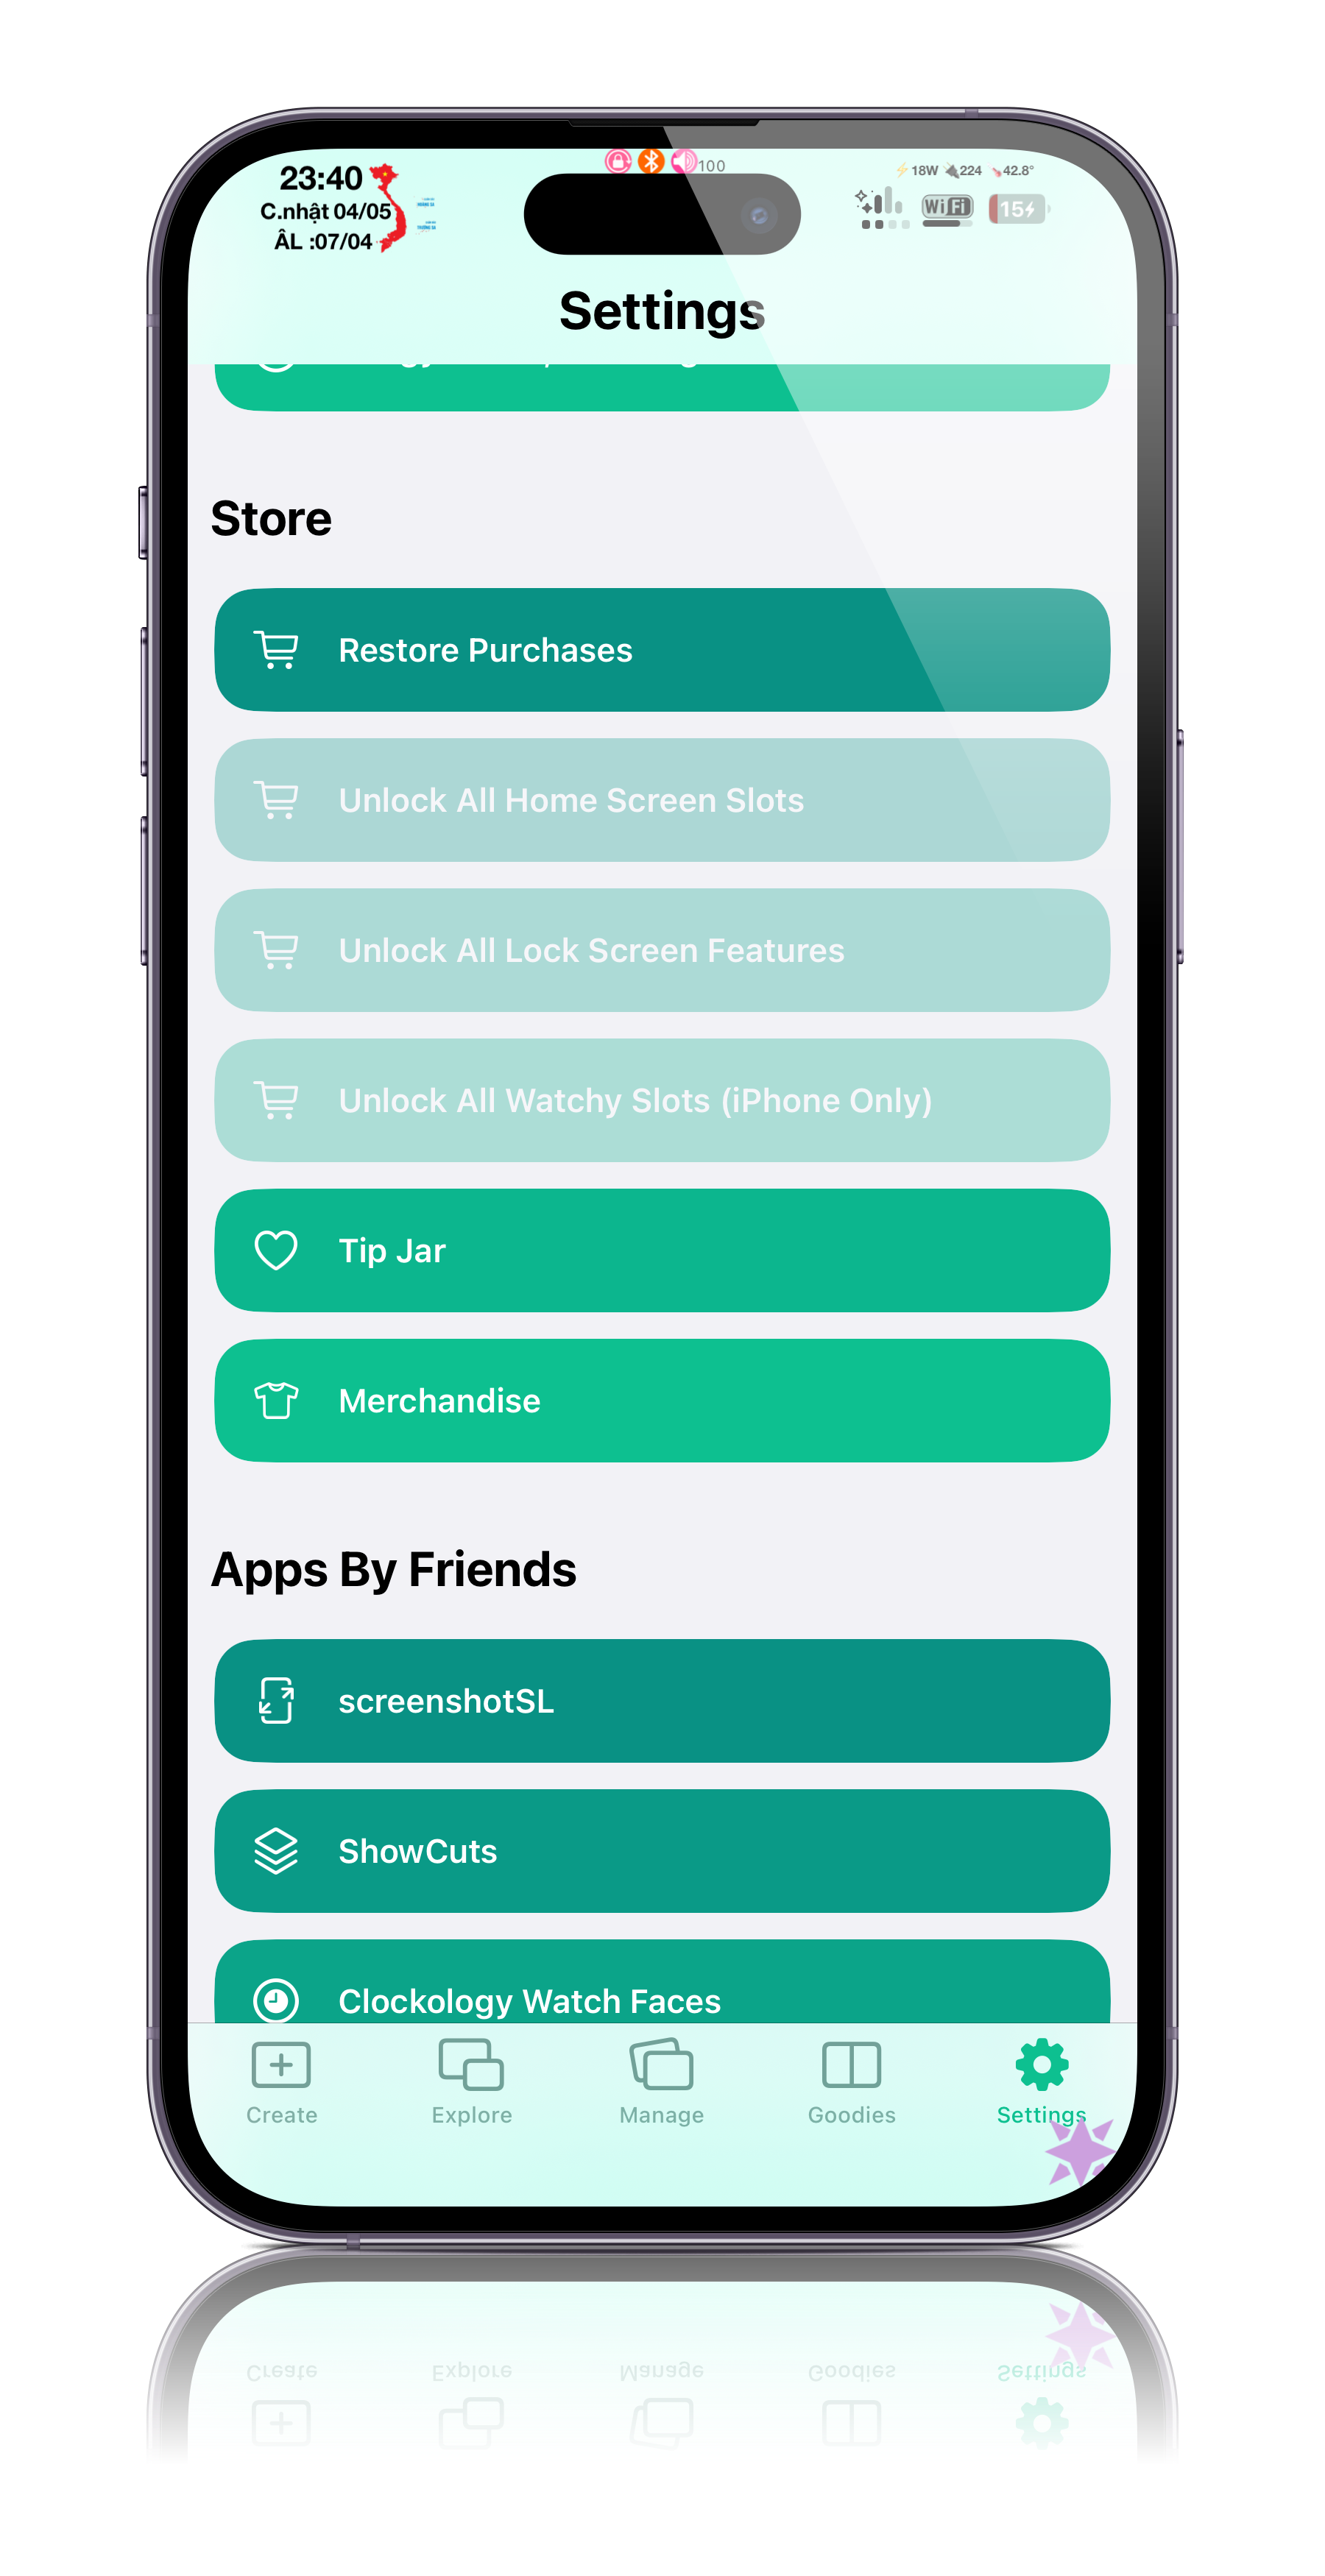 100
⚡18W 🔌224 🌡42.8°
23:40
C.nhật 04/05
ÂL :07/04
WiFi
15
Settings
Store
Restore Purchases
Unlock All Home Screen Slots
Unlock All Lock Screen Features
Unlock All Watchy Slots (iPhone Only)
Tip Jar
Merchandise
Apps By Friends
screenshotSL
ShowCuts
Clockology Watch Faces
Create
Explore
Manage
Goodies
Settings